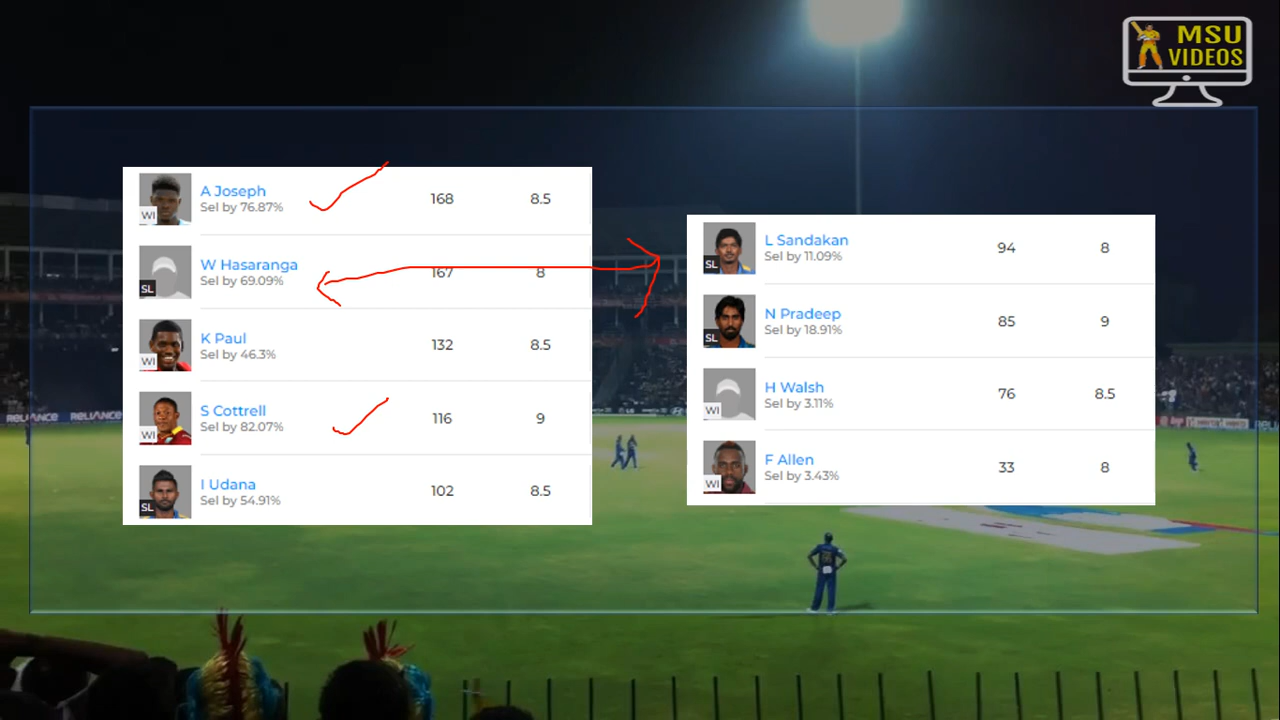 MSU
VIDEOS
A Joseph
Sel by 76.87%
168
8.5
WI
W Hasaranga
Sel by 69.09%
167
8
SL
K Paul
Sel by 46.3%
132
8.5
WI
S Cottrell
Sel by 82.07%
116
9
WI
I Udana
Sel by 54.91%
102
8.5
SL
L Sandakan
Sel by 11.09%
94
8
SL
N Pradeep
Sel by 18.91%
85
9
SL
H Walsh
Sel by 3.11%
76
8.5
WI
F Allen
Sel by 3.43%
33
8
WI
RELIANCE RELIANCE